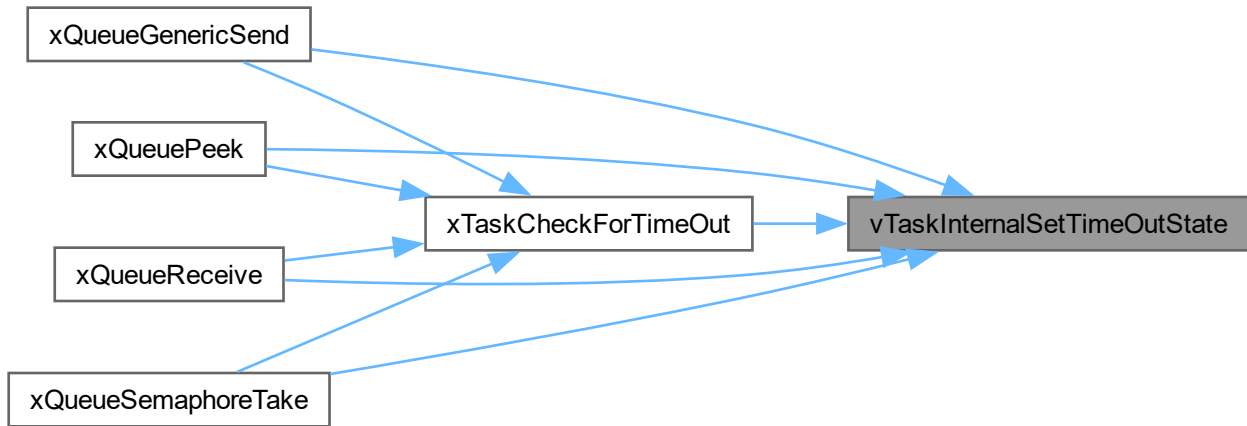 xQueueGenericSend
xQueuePeek
xTaskCheckForTimeOut
vTaskInternalSetTimeOutState
xQueueReceive
xQueueSemaphoreTake